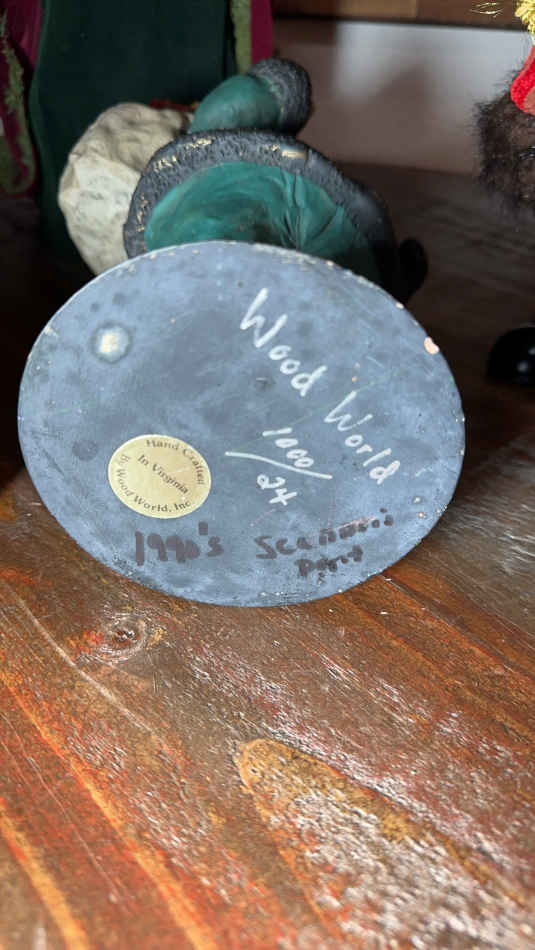 Wood World
1000
24
Hand Crafted
In Virginia
By Wood World, Inc.
1990's